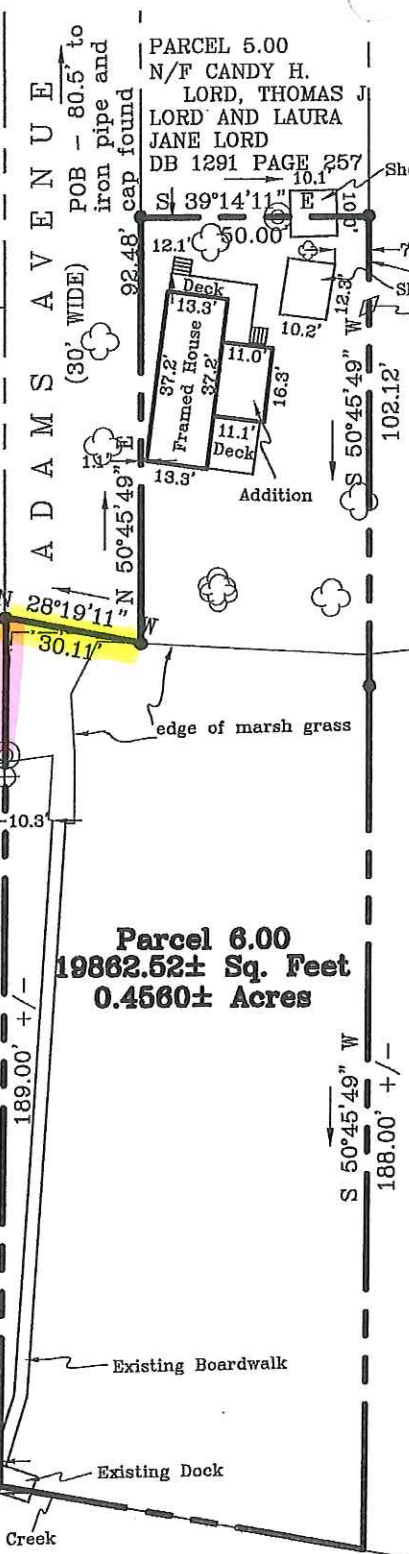 PARCEL 5.00
N/F CANDY H.
LORD, THOMAS J
LORD AND LAURA
JANE LORD
DB 1291 PAGE 257
ADAMS AVENUE
(30' WIDE)
POB - 80.5' to
iron pipe and
cap found
S 39°14'11" E
50.00'
10.1'
10.0'
92.48'
12.1'
Deck
13.3'
37.2'
Framed House
37.2'
11.0'
16.3'
11.1'
Deck
13.3'
1.1'
Addition
10.2'
12.3'
N 50°45'49" E
S 50°45'49" W
102.12'
N 28°19'11" W
30.11'
edge of marsh grass
10.3'
Parcel 6.00
19862.52± Sq. Feet
0.4560± Acres
189.00' +/-
S 50°45'49" W
188.00' +/-
Existing Boardwalk
Existing Dock
Creek